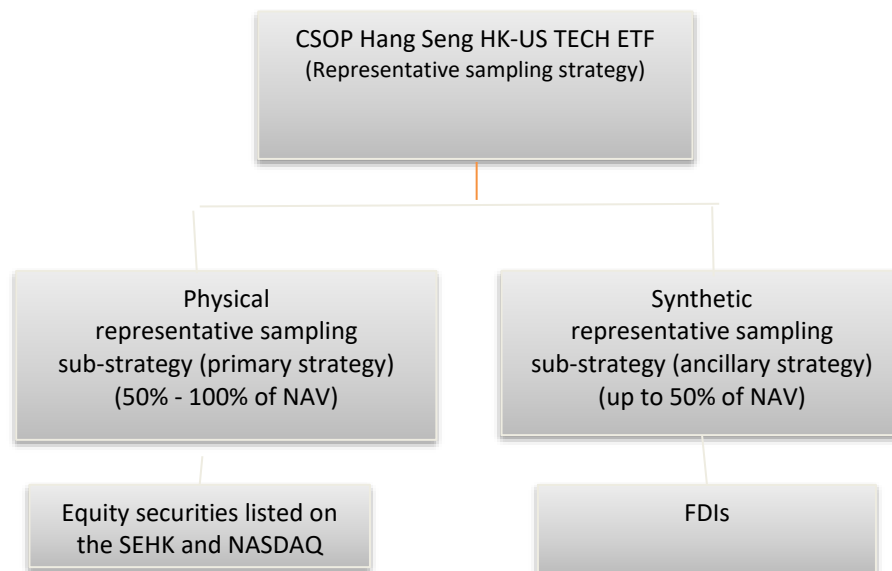 CSOP Hang Seng HK-US TECH ETF
(Representative sampling strategy)
Physical
representative sampling
sub-strategy (primary strategy)
(50% - 100% of NAV)
Synthetic
representative sampling
sub-strategy (ancillary strategy)
(up to 50% of NAV)
Equity securities listed on
the SEHK and NASDAQ
FDIs